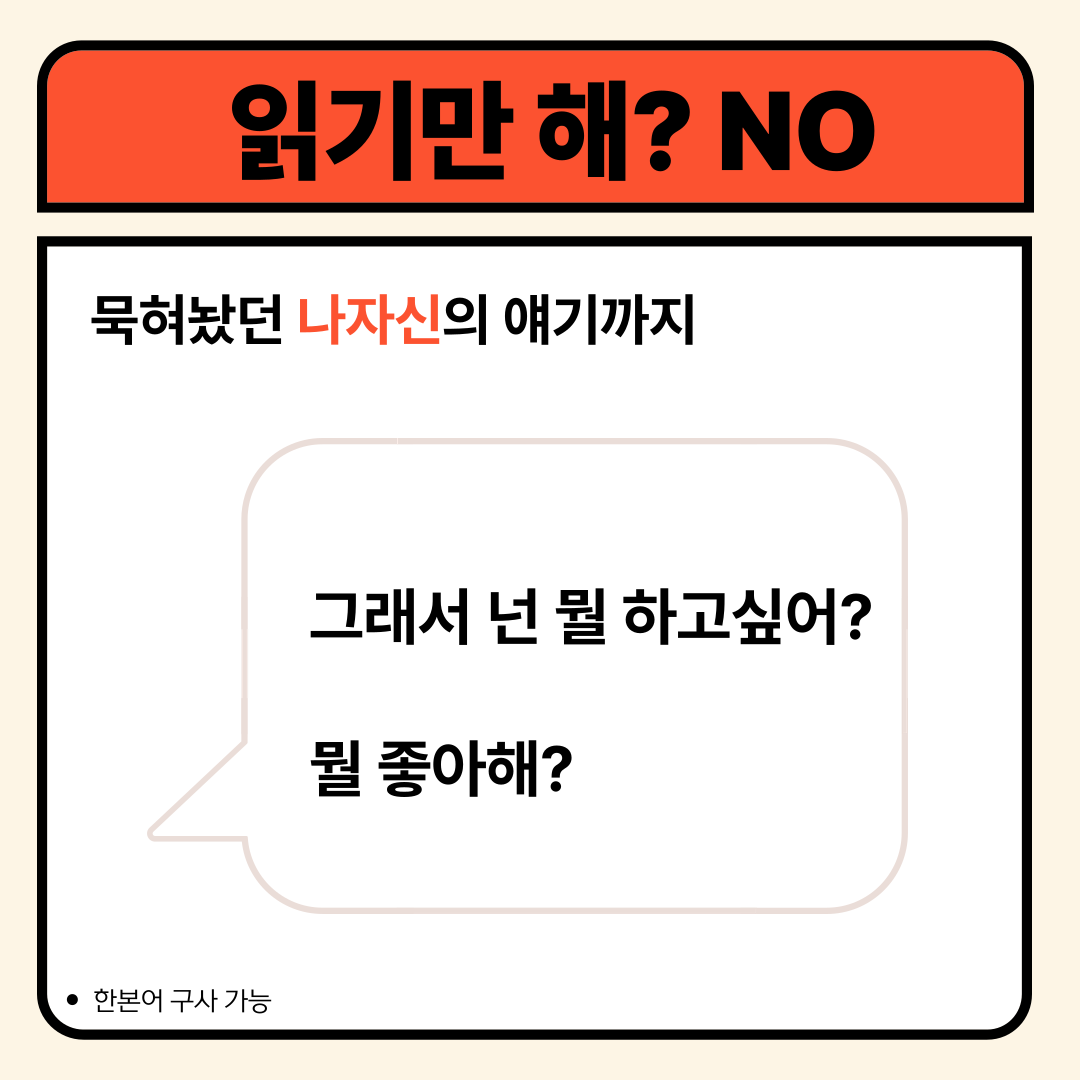 읽기만 해? NO
묵혀놨던 나자신의 얘기까지
그래서 넌 뭘 하고싶어?
뭘 좋아해?
• 한본어 구사 가능